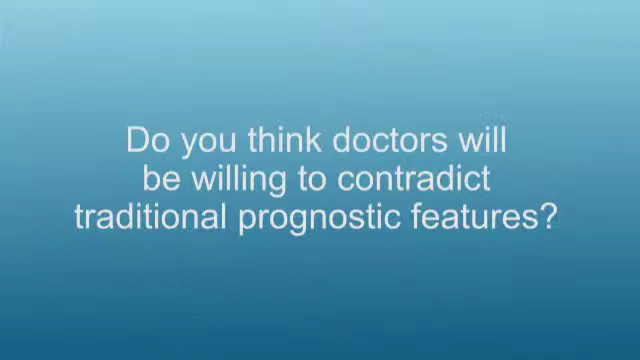 Do you think doctors will
be willing to contradict
traditional prognostic features?